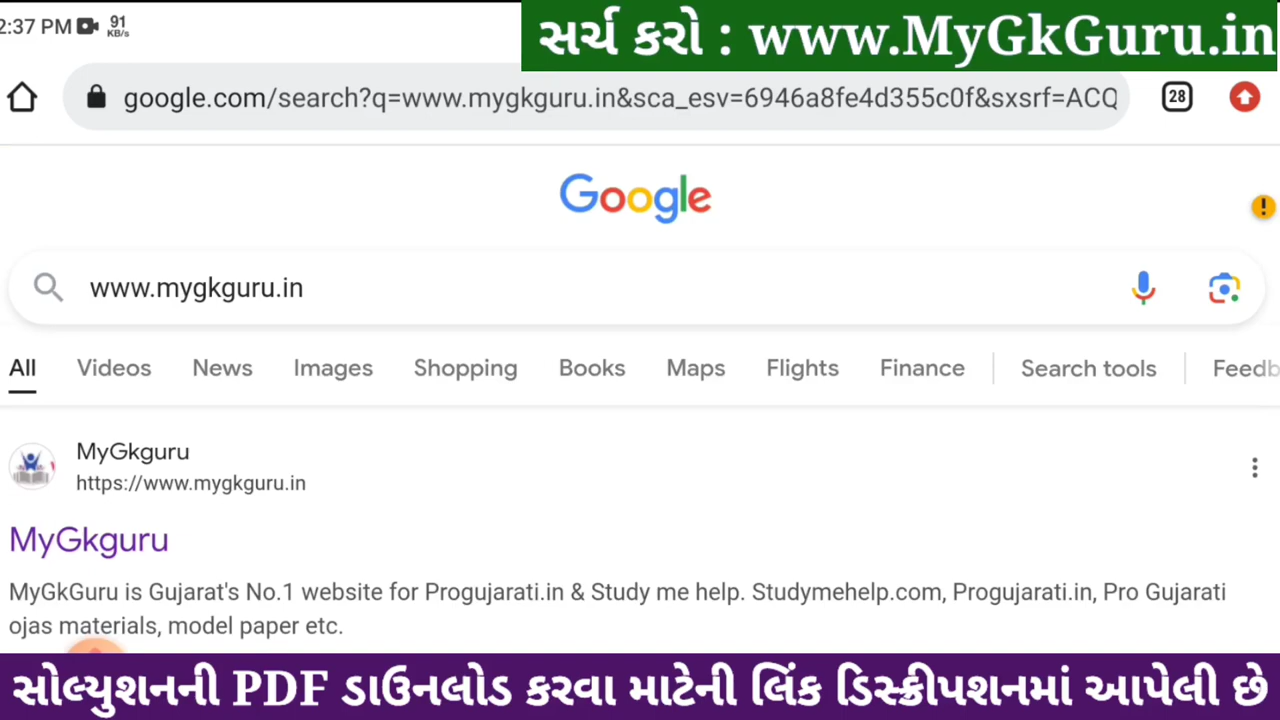 2:37 PM 91 KB/s
સર્ચ કરો : www.MyGkGuru.in
google.com/search?q=www.mygkguru.in&sca_esv=6946a8fe4d355c0f&sxsrf=ACQ
28
Google
www.mygkguru.in
All Videos News Images Shopping Books Maps Flights Finance Search tools Feedb
MyGkguru
https://www.mygkguru.in
MyGkguru
MyGkGuru is Gujarat's No.1 website for Progujarati.in & Study me help. Studymehelp.com, Progujarati.in, Pro Gujarati
ojas materials, model paper etc.
સોલ્યુશનની PDF ડાઉનલોડ કરવા માટેની લિંક ડિસ્ક્રીપશનમાં આપેલી છે